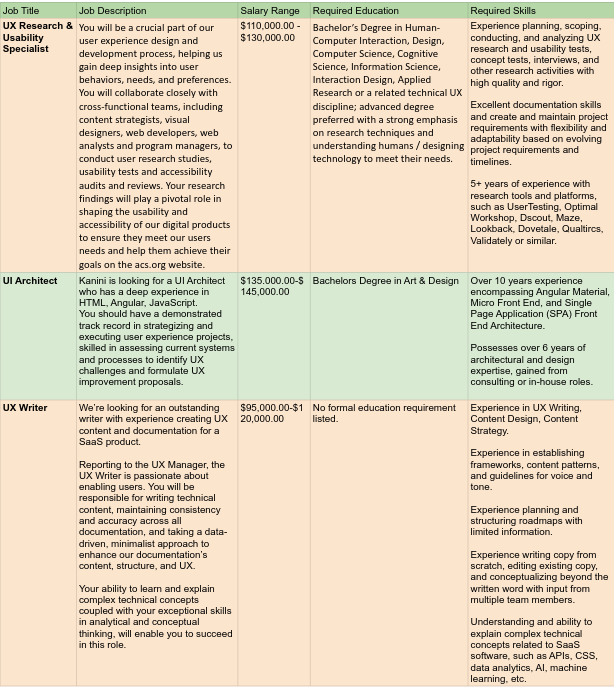 Job Title
Job Description
Salary Range
Required Education
Required Skills
UX Research &
Usability
Specialist
You will be a crucial part of our
user experience design and
development process, helping us
gain deep insights into user
behaviors, needs, and preferences.
You will collaborate closely with
cross-functional teams, including
content strategists, visual
designers, web developers, web
analysts and program managers, to
conduct user research studies,
usability tests and accessibility
audits and reviews. Your research
findings will play a pivotal role in
shaping the usability and
accessibility of our digital products
to ensure they meet our users
needs and help them achieve their
goals on the acs.org website.
$110,000.00 -
$130,000.00
Bachelor's Degree in Human-
Computer Interaction, Design,
Computer Science, Cognitive
Science, Information Science,
Interaction Design, Applied
Research or a related technical UX
discipline; advanced degree
preferred with a strong emphasis
on research techniques and
understanding humans / designing
technology to meet their needs.
Experience planning, scoping,
conducting, and analyzing UX
research and usability tests,
concept tests, interviews, and
other research activities with
high quality and rigor.
Excellent documentation skills
and create and maintain project
requirements with flexibility and
adaptability based on evolving
project requirements and
timelines.
5+ years of experience with
research tools and platforms,
such as UserTesting, Optimal
Workshop, Dscout, Maze,
Lookback, Dovetale, Qualtircs,
Validately or similar.
UI Architect
Kanini is looking for a UI Architect
who has a deep experience in
HTML, Angular, JavaScript.
You should have a demonstrated
track record in strategizing and
executing user experience projects,
skilled in assessing current systems
and processes to identify UX
challenges and formulate UX
improvement proposals.
$135.000.00-$
145,000.00
Bachelors Degree in Art & Design
Over 10 years experience
encompassing Angular Material,
Micro Front End, and Single
Page Application (SPA) Front
End Architecture.
Possesses over 6 years of
architectural and design
expertise, gained from
consulting or in-house roles.
UX Writer
We're looking for an outstanding
writer with experience creating UX
content and documentation for a
SaaS product.
Reporting to the UX Manager, the
UX Writer is passionate about
enabling users. You will be
responsible for writing technical
content, maintaining consistency
and accuracy across all
documentation, and taking a data-
driven, minimalist approach to
enhance our documentation's
content, structure, and UX.
Your ability to learn and explain
complex technical concepts
coupled with your exceptional skills
in analytical and conceptual
thinking, will enable you to succeed
in this role.
$95,000.00-$1
20,000.00
No formal education requirement
listed.
Experience in UX Writing,
Content Design, Content
Strategy.
Experience in establishing
frameworks, content patterns,
and guidelines for voice and
tone.
Experience planning and
structuring roadmaps with
limited information.
Experience writing copy from
scratch, editing existing copy,
and conceptualizing beyond the
written word with input from
multiple team members.
Understanding and ability to
explain complex technical
concepts related to SaaS
software, such as APIs, CSS,
data analytics, AI, machine
learning, etc.